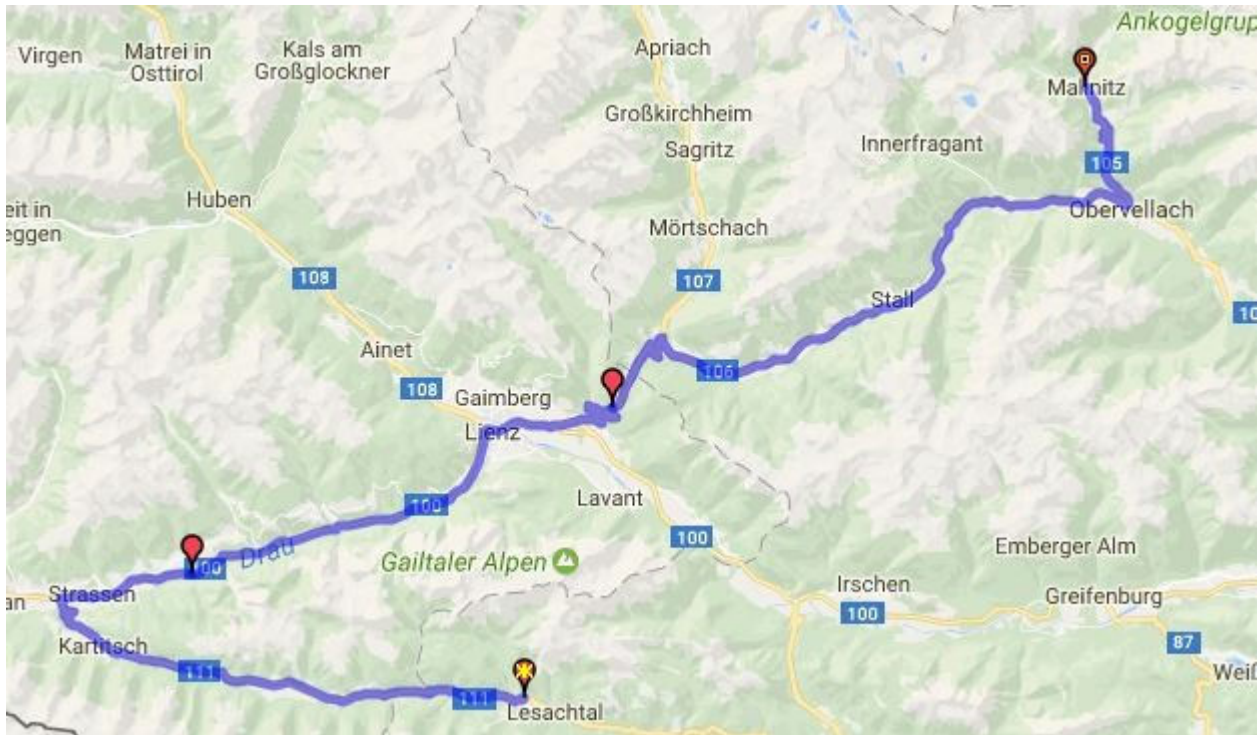 Ankogelgrup
Virgen
Matrei in
Osttirol
Kals am
Großglockner
Apriach
Mallnitz
Großkirchheim
Sagritz
Innerfragant
105
Huben
eit in
eggen
Obervellach
Mörtschach
108
107
Stall
10
Ainet
106
108
Gaimberg
Lienz
Lavant
100
Drau
100
Gailtaler Alpen
Emberger Alm
100
an
Strassen
Irschen
100
Greifenburg
Kartitsch
87
111
Weiß
111
Lesachtal